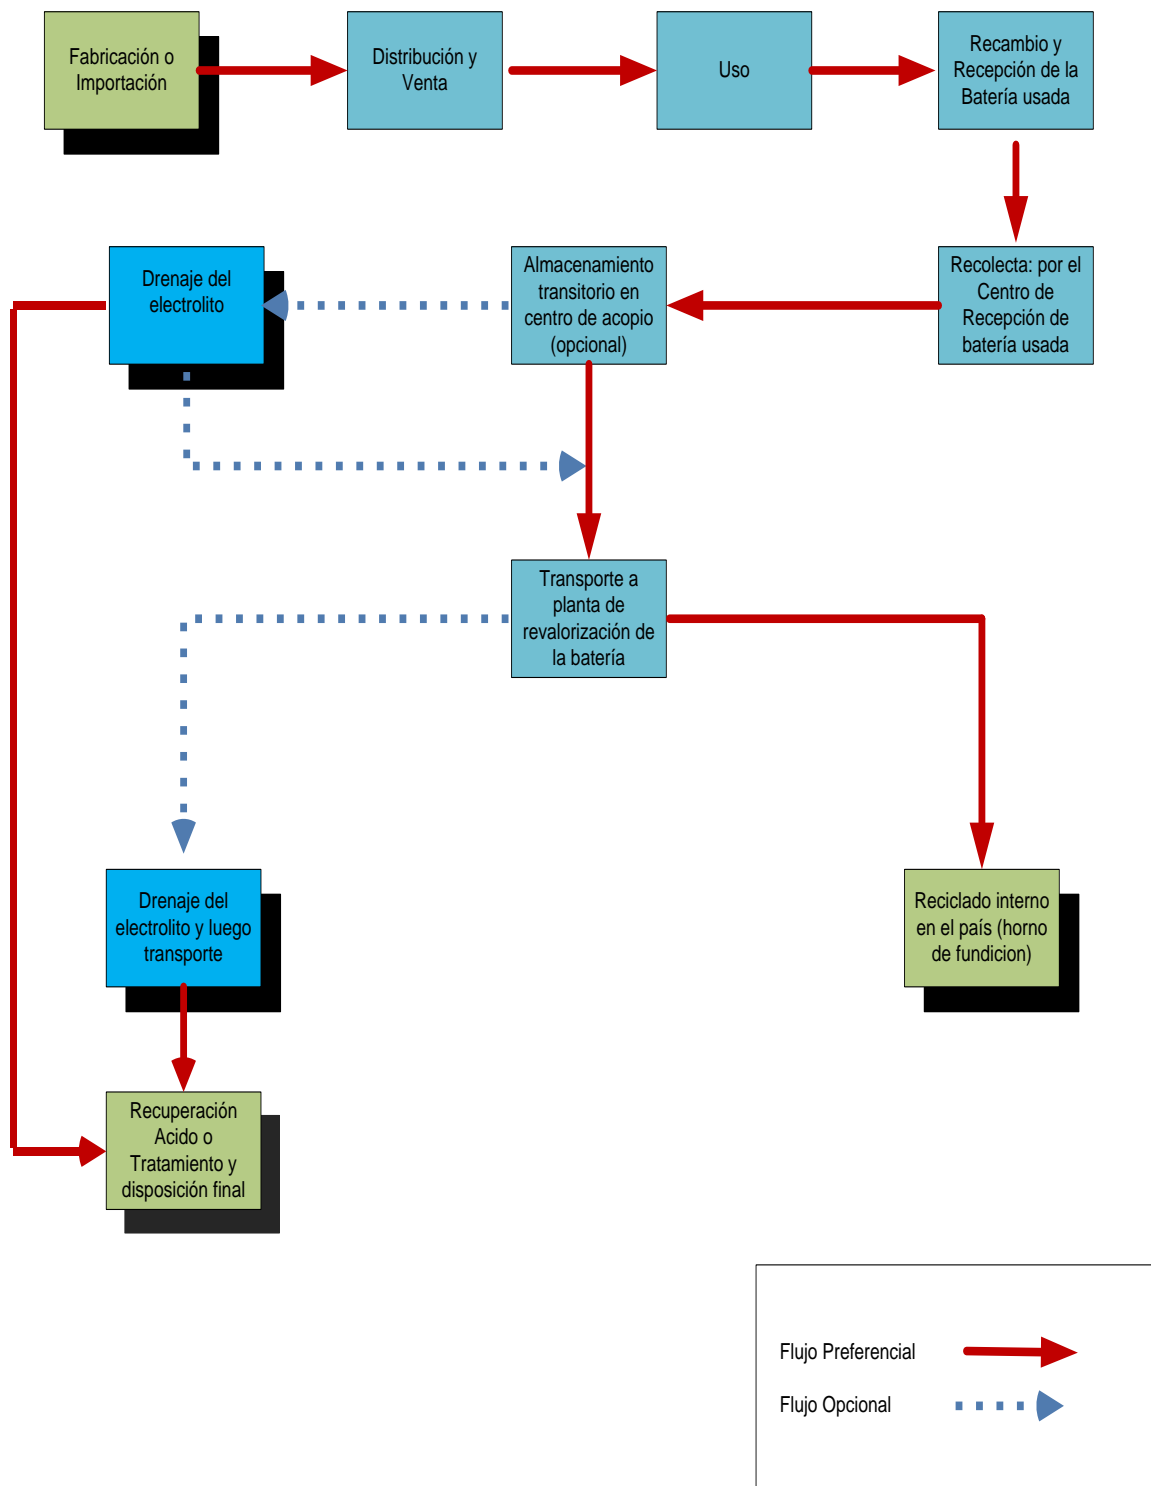 Fabricación o
Importación
Distribución y
Venta
Uso
Recambio y
Recepción de la
Batería usada
Drenaje del
electrolito
Almacenamiento
transitorio en
centro de acopio
(opcional)
Recolecta: por el
Centro de
Recepción de
batería usada
Transporte a
planta de
revalorización de
la batería
Drenaje del
electrolito y luego
transporte
Reciclado interno
en el país (horno
de fundicion)
Recuperación
Acido o
Tratamiento y
disposición final
Flujo Preferencial
Flujo Opcional